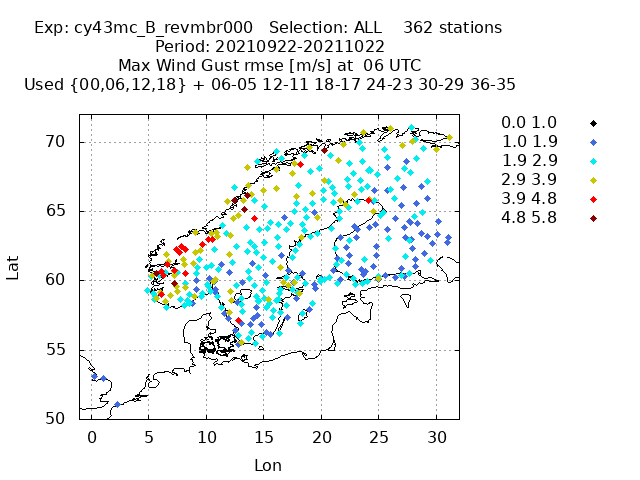 Exp: cy43mc_B_revmbr000   Selection: ALL    362 stations
Period: 20210922-20211022
Max Wind Gust rmse [m/s] at  06 UTC
Used {00,06,12,18} + 06-05 12-11 18-17 24-23 30-29 36-35
0.0 1.0
1.0 1.9
1.9 2.9
2.9 3.9
3.9 4.8
4.8 5.8
70
65
60
55
50
Lat
0 5 10 15 20 25 30
Lon